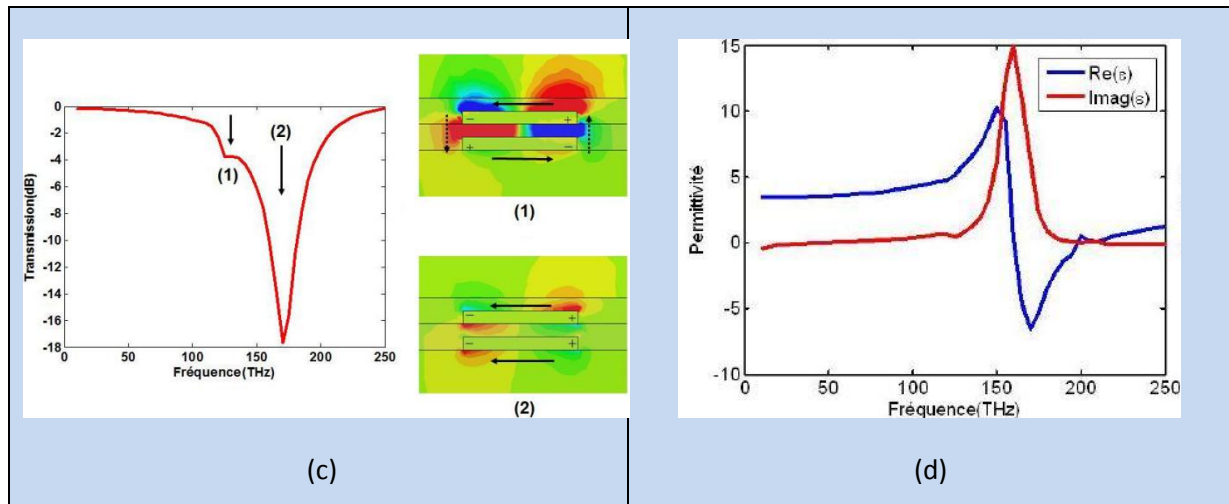 0
-2
-4
-6
-8
-10
-12
-14
-16
-18
0 50 100 150 200 250
Transmission(dB)
Fréquence(THz)
(1)
(2)
− +
+ −
(1)
− +
− +
(2)
(c)
15
10
5
0
-5
-10
0 50 100 150 200 250
Permittivité
Fréquence(THz)
Re(ε)
Imag(ε)
(d)